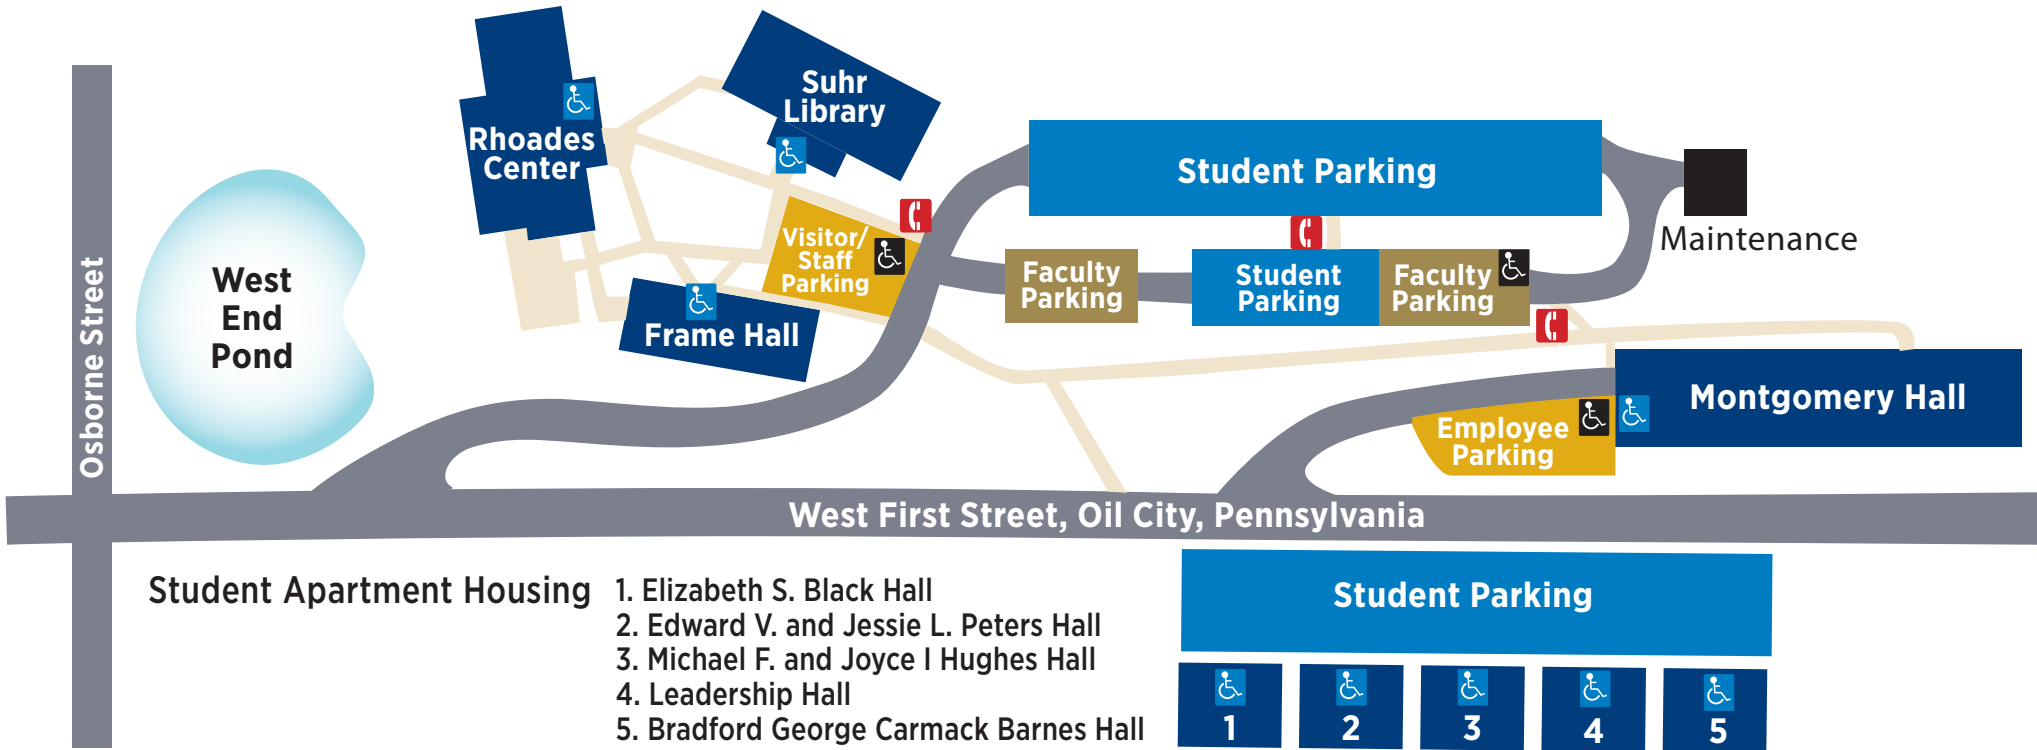 Suhr
Library
Rhoades
Center
Student Parking
Visitor/
Staff
Parking
Maintenance
West
End
Pond
Osborne Street
Faculty
Parking
Student
Parking
Faculty
Parking
Frame Hall
Montgomery Hall
Employee
Parking
West First Street, Oil City, Pennsylvania
Student Apartment Housing
1. Elizabeth S. Black Hall
2. Edward V. and Jessie L. Peters Hall
3. Michael F. and Joyce I Hughes Hall
4. Leadership Hall
5. Bradford George Carmack Barnes Hall
Student Parking
1
2
3
4
5